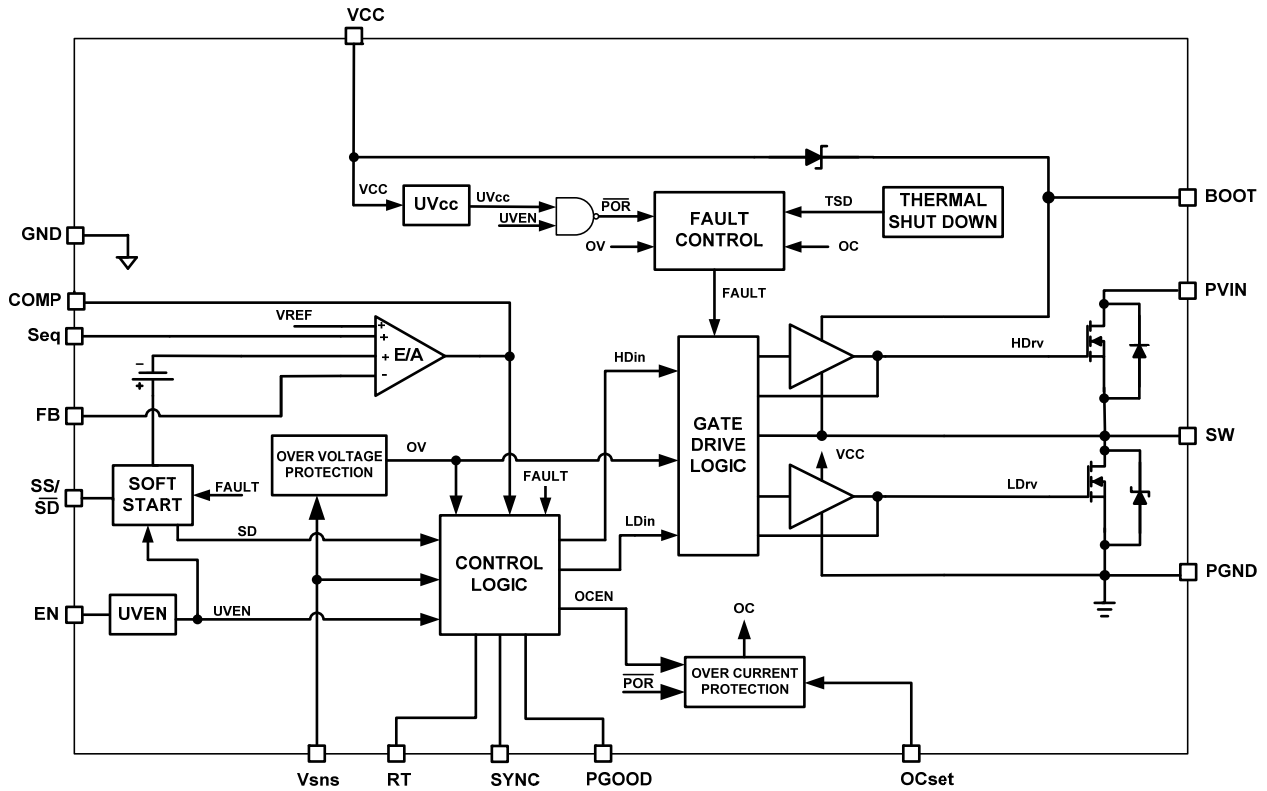 VCC
BOOT
VCC
UVcc
UVcc
UVEN
POR
OV
FAULT
CONTROL
TSD
OC
THERMAL
SHUT DOWN
GND
FAULT
COMP
PVIN
VREF
Seq
+
+
+
-
E/A
-
+
HDin
HDrv
FB
GATE
DRIVE
LOGIC
SW
OVER VOLTAGE
PROTECTION
OV
VCC
SS/
SD
SOFT
START
FAULT
FAULT
LDrv
SD
LDin
CONTROL
LOGIC
PGND
OCEN
EN
UVEN
UVEN
OC
POR
OVER CURRENT
PROTECTION
Vsns
RT
SYNC
PGOOD
OCset